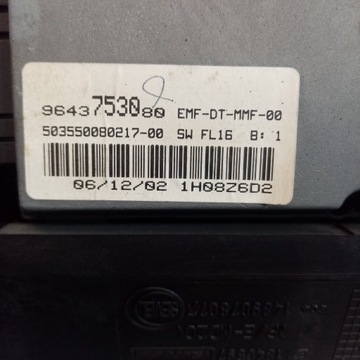 9643753080 EMF-DT-MMF-00
503550080217-00 SW FL16 B: 1
06/12/02 1H08Z6D2